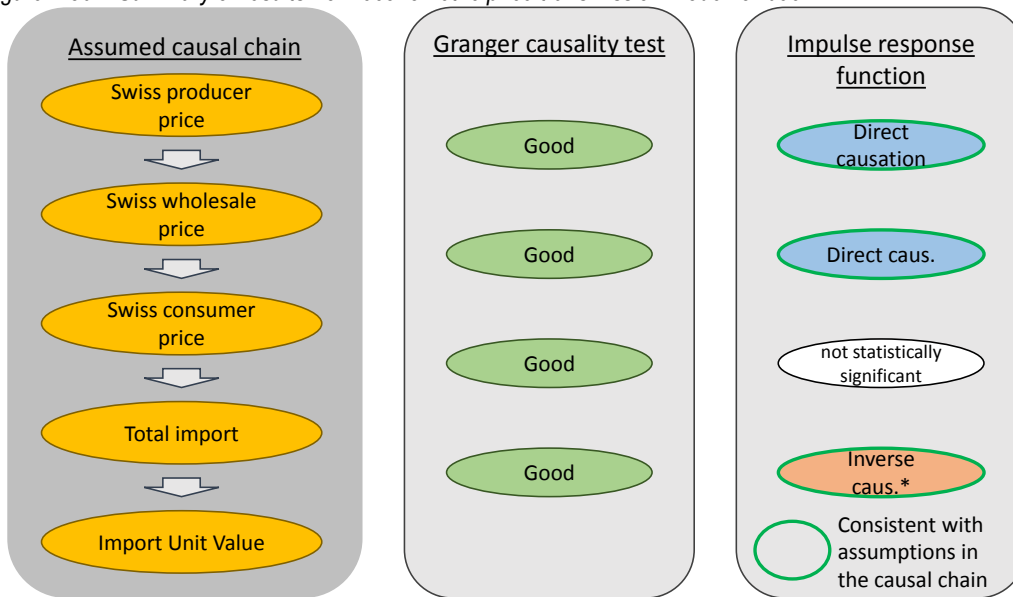 Assumed causal chain
Swiss producer
price
Swiss wholesale
price
Swiss consumer
price
Total import
Import Unit Value
Granger causality test
Good
Good
Good
Good
Impulse response
function
Direct
causation
Direct caus.
not statistically
significant
Inverse
caus.*
Consistent with
assumptions in
the causal chain